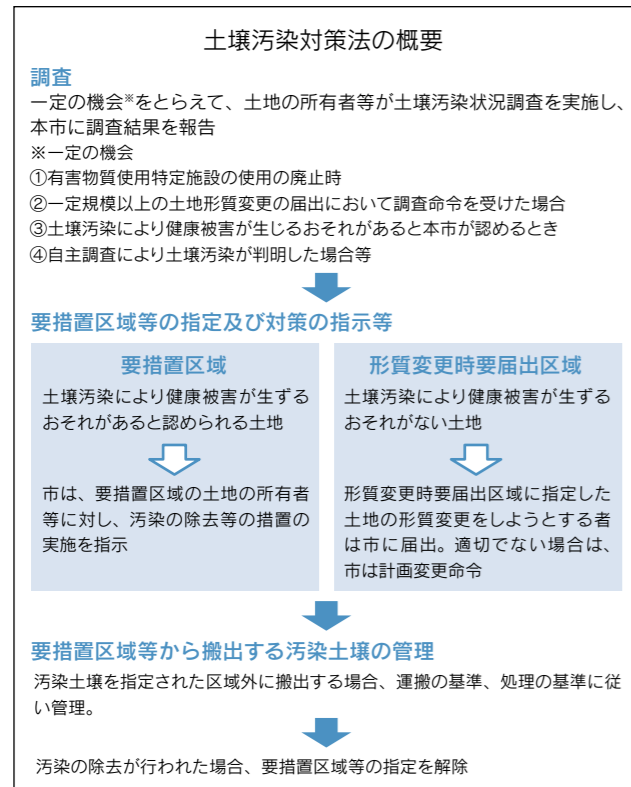 土壌汚染対策法の概要
調査
一定の機会※をとらえて、土地の所有者等が土壌汚染状況調査を実施し、
本市に調査結果を報告
※一定の機会
①有害物質使用特定施設の使用の廃止時
②一定規模以上の土地形質変更の届出において調査命令を受けた場合
③土壌汚染により健康被害が生じるおそれがあると本市が認めるとき
④自主調査により土壌汚染が判明した場合等
要措置区域等の指定及び対策の指示等
要措置区域
土壌汚染により健康被害が生ずる
おそれがあると認められる土地
市は、要措置区域の土地の所有者
等に対し、汚染の除去等の措置の
実施を指示
形質変更時要届出区域
土壌汚染により健康被害が生ずる
おそれがない土地
形質変更時要届出区域に指定した
土地の形質変更をしようとする者
は市に届出。適切でない場合は、
市は計画変更命令
要措置区域等から搬出する汚染土壌の管理
汚染土壌を指定された区域外に搬出する場合、運搬の基準、処理の基準に従
い管理。
汚染の除去が行われた場合、要措置区域等の指定を解除